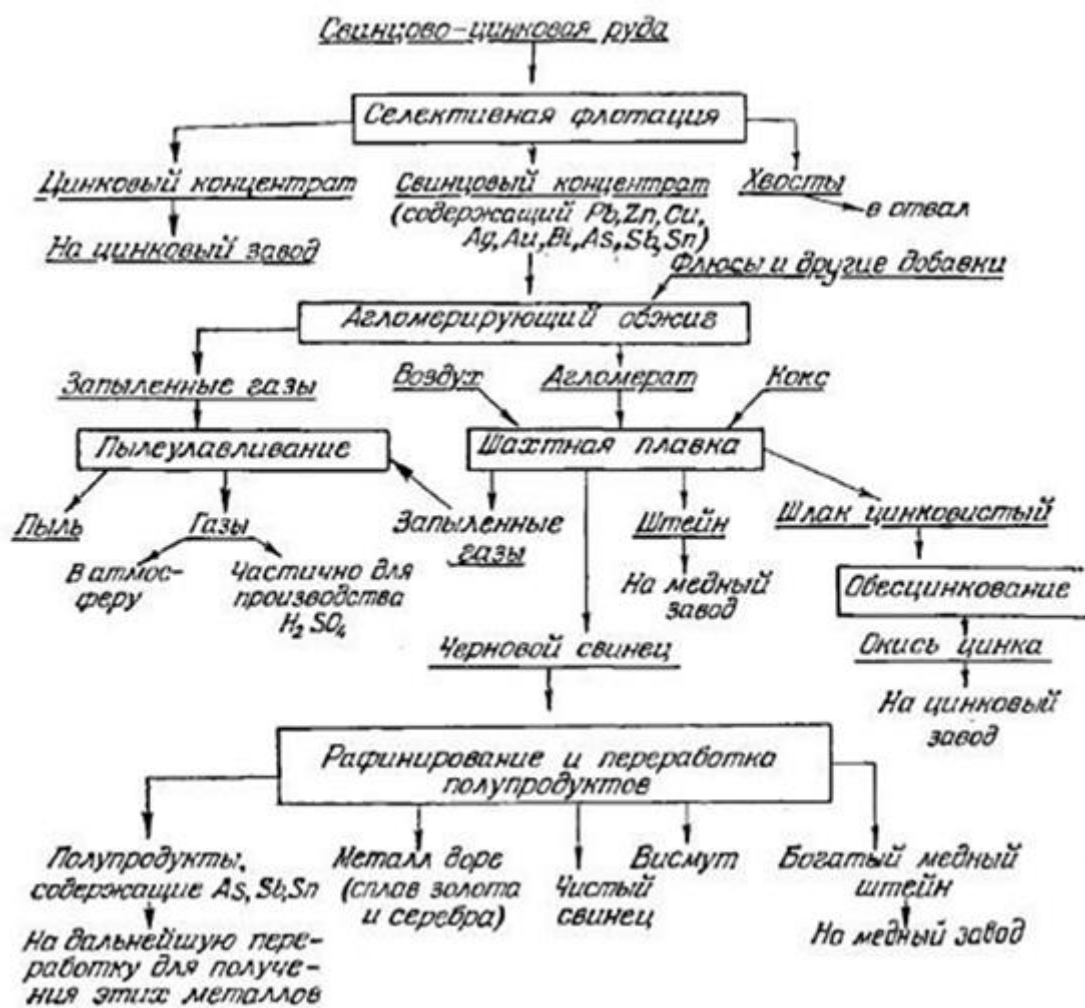 Свинцово-цинковая руда
Селективная флотация
Цинковый концентрат
На цинковый завод
Свинцовый концентрат
(содержащий Pb, Zn, Cu,
Ag, Au, Bi, As, Sb, Sn)
Хвосты
в отвал
Флюсы и другие добавки
Агломерирующий обжиг
Запыленные газы
Воздух
Агломерат
Кокс
Пылеулавливание
Шахтная плавка
Пыль
Газы
В атмос-
феру
Частично для
производства
H₂SO₄
Запыленные
газы
Штейн
На медный
завод
Шлак цинковистый
Обесцинкование
Окись цинка
На цинковый
завод
Черновой свинец
Рафинирование и переработка
полупродуктов
Полупродукты,
содержащие As, Sb, Sn
На дальнейшую пере-
работку для получе-
ния этих металлов
Металл доре
(сплав золота
и серебра)
Чистый
свинец
Висмут
Богатый медный
штейн
На медный завод